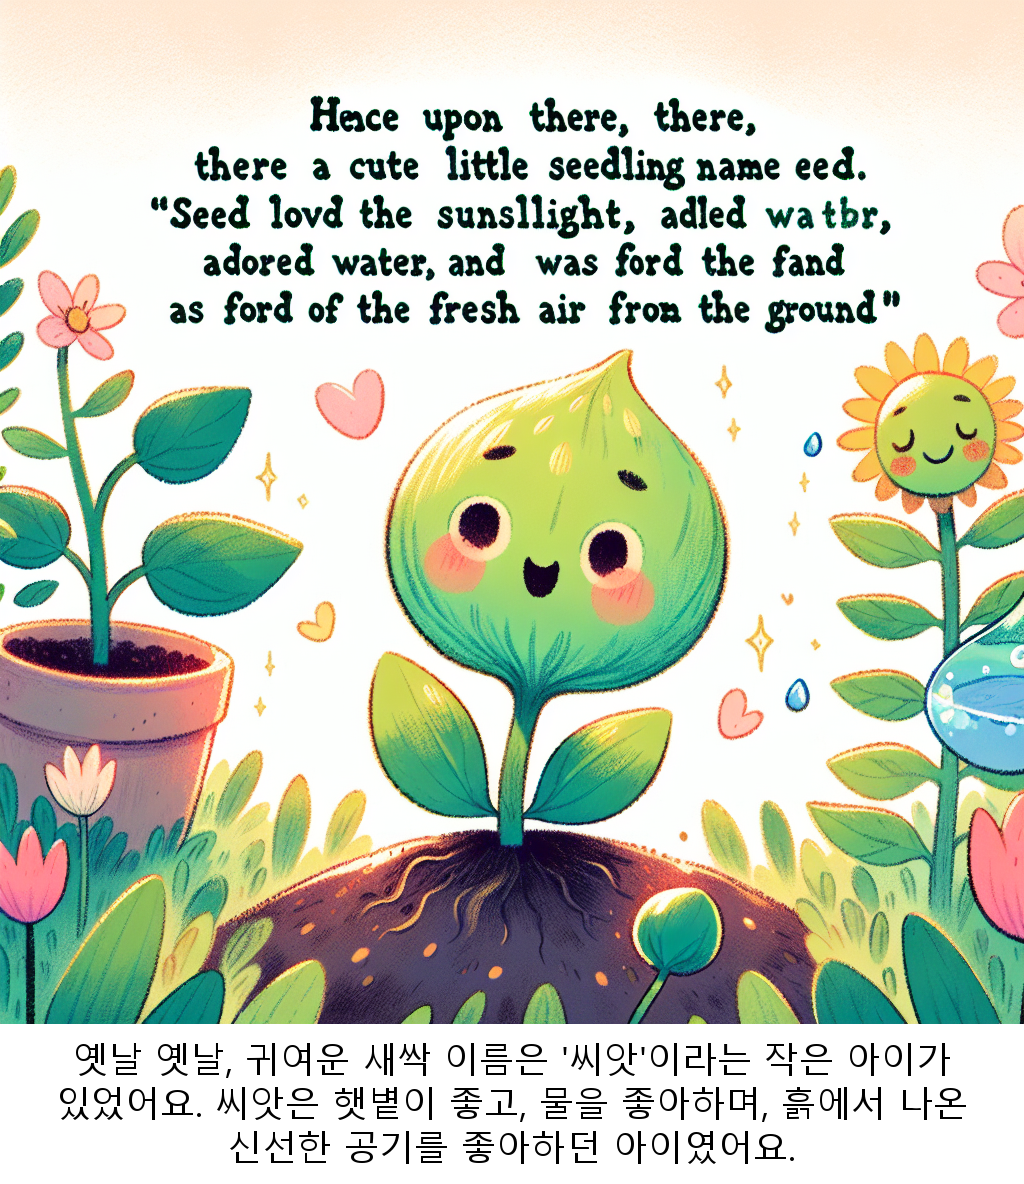 Hence upon there, there,
there a cute little seedling name eed.
“Seed lovd the sunsllight, adled watbr,
adored water, and was ford the fand
as ford of the fresh air from the ground”
옛날 옛날, 귀여운 새싹 이름은 '씨앗'이라는 작은 아이가
있었어요. 씨앗은 햇볕이 좋고, 물을 좋아하며, 흙에서 나온
신선한 공기를 좋아하던 아이였어요.